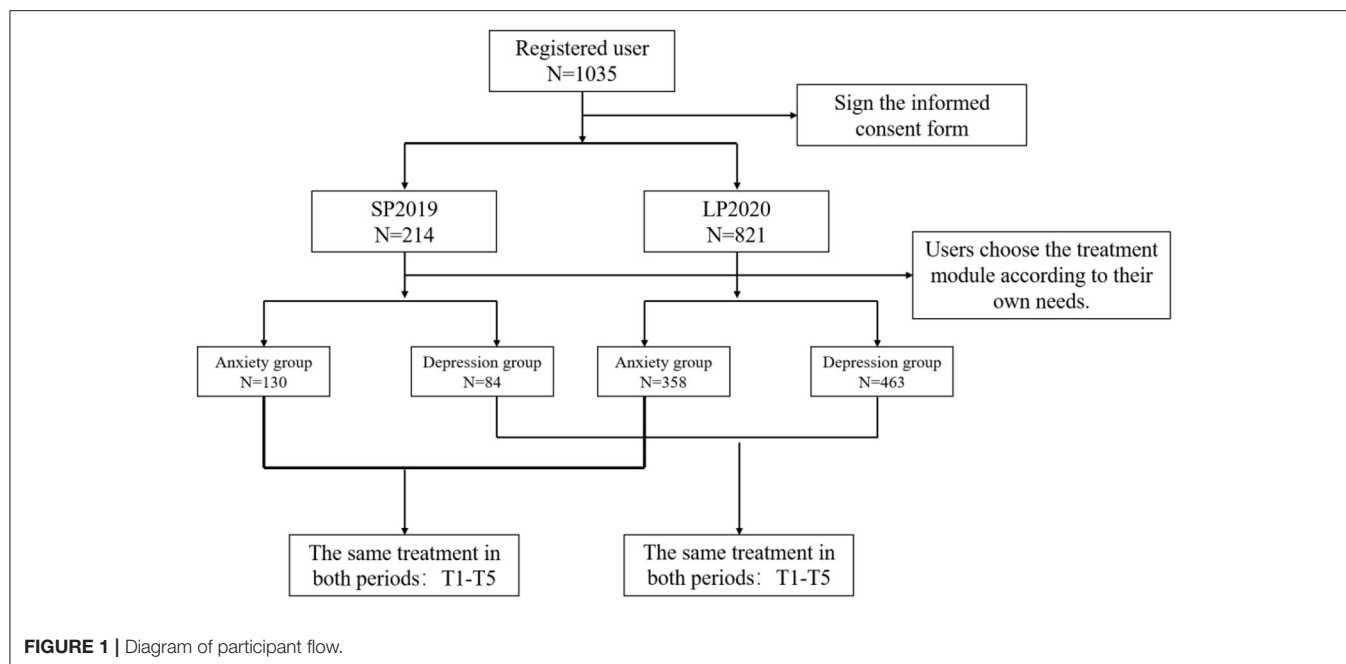 Registered user
N=1035
Sign the informed
consent form
SP2019
N=214
LP2020
N=821
Users choose the treatment
module according to their
own needs.
Anxiety group
N=130
Depression group
N=84
Anxiety group
N=358
Depression group
N=463
The same treatment in
both periods：T1-T5
The same treatment in
both periods：T1-T5
FIGURE 1 | Diagram of participant flow.